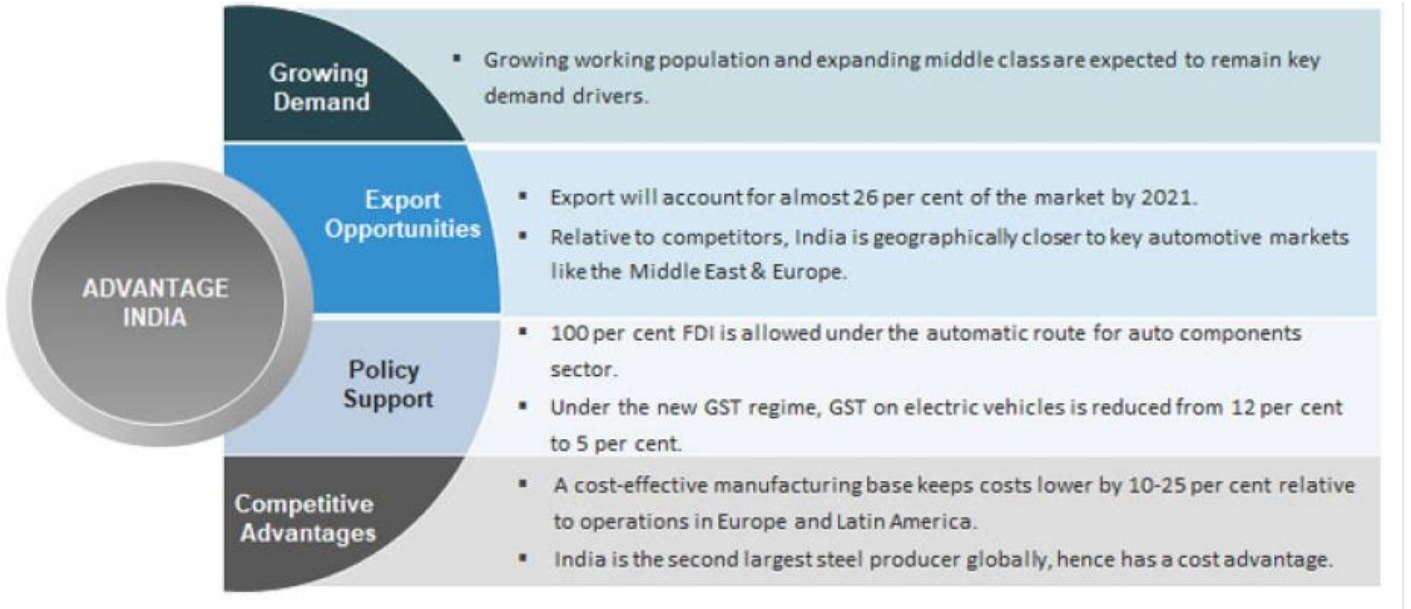 ADVANTAGE
INDIA
Growing
Demand
▪ Growing working population and expanding middle class are expected to remain key
demand drivers.
Export
Opportunities
▪ Export will account for almost 26 per cent of the market by 2021.
▪ Relative to competitors, India is geographically closer to key automotive markets
like the Middle East & Europe.
Policy
Support
▪ 100 per cent FDI is allowed under the automatic route for auto components
sector.
▪ Under the new GST regime, GST on electric vehicles is reduced from 12 per cent
to 5 per cent.
Competitive
Advantages
▪ A cost-effective manufacturing base keeps costs lower by 10-25 per cent relative
to operations in Europe and Latin America.
▪ India is the second largest steel producer globally, hence has a cost advantage.